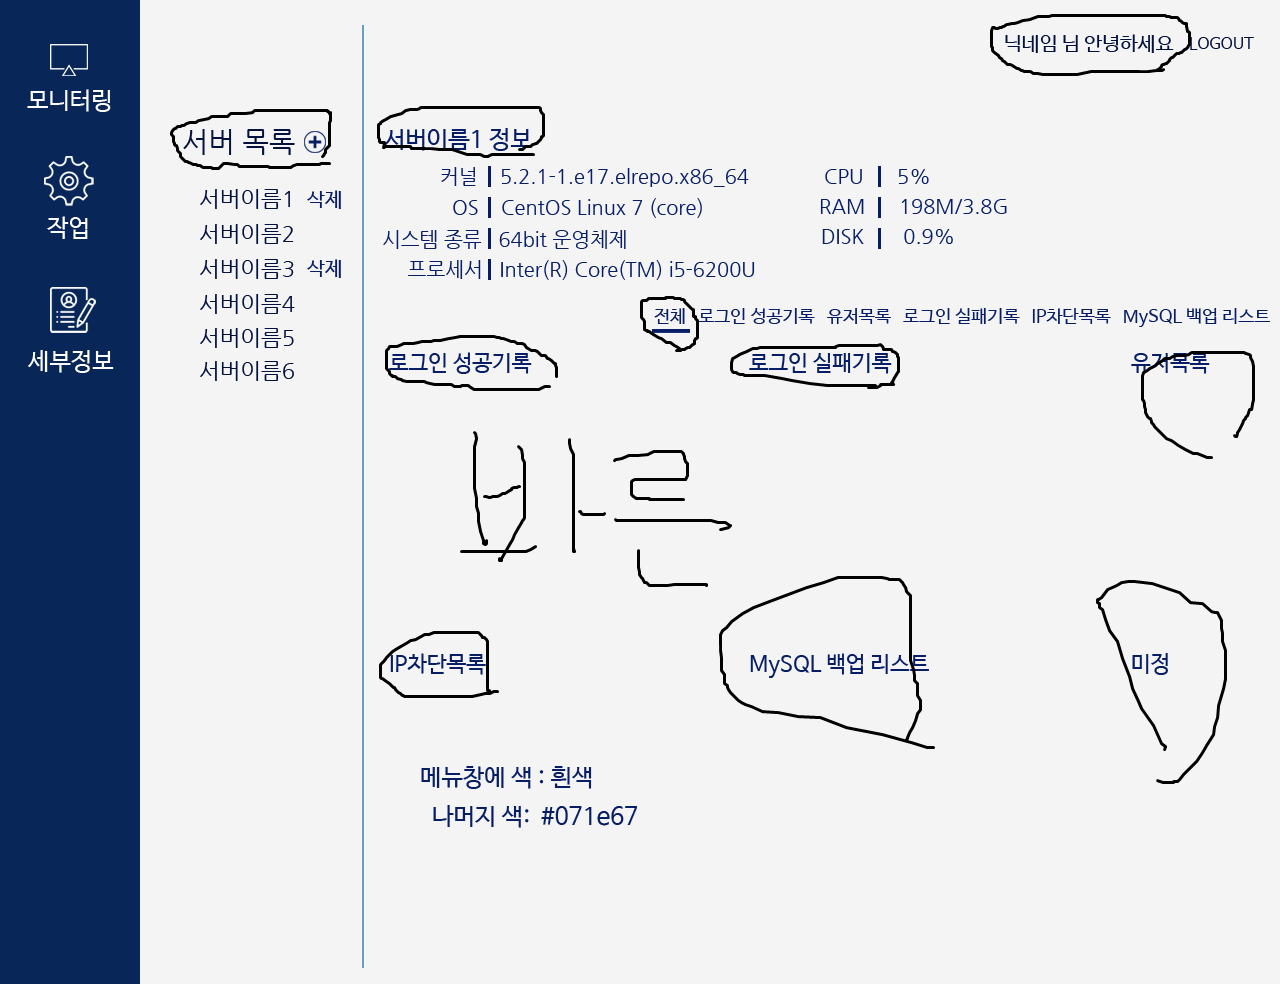 닉네임 님 안녕하세요 LOGOUT
모니터링
작업
세부정보
서버 목록
서버이름1 삭제
서버이름2
서버이름3 삭제
서버이름4
서버이름5
서버이름6
서버이름1 정보
커널 5.2.1-1.e17.elrepo.x86_64
OS CentOS Linux 7 (core)
시스템 종류 64bit 운영체제
프로세서 Inter(R) Core(TM) i5-6200U
CPU 5%
RAM 198M/3.8G
DISK 0.9%
전체 로그인 성공기록 유저목록 로그인 실패기록 IP차단목록 MySQL 백업 리스트
로그인 성공기록 로그인 실패기록 유저목록
바른
IP차단목록 MySQL 백업 리스트 미정
메뉴창에 색 : 흰색
나머지 색: #071e67